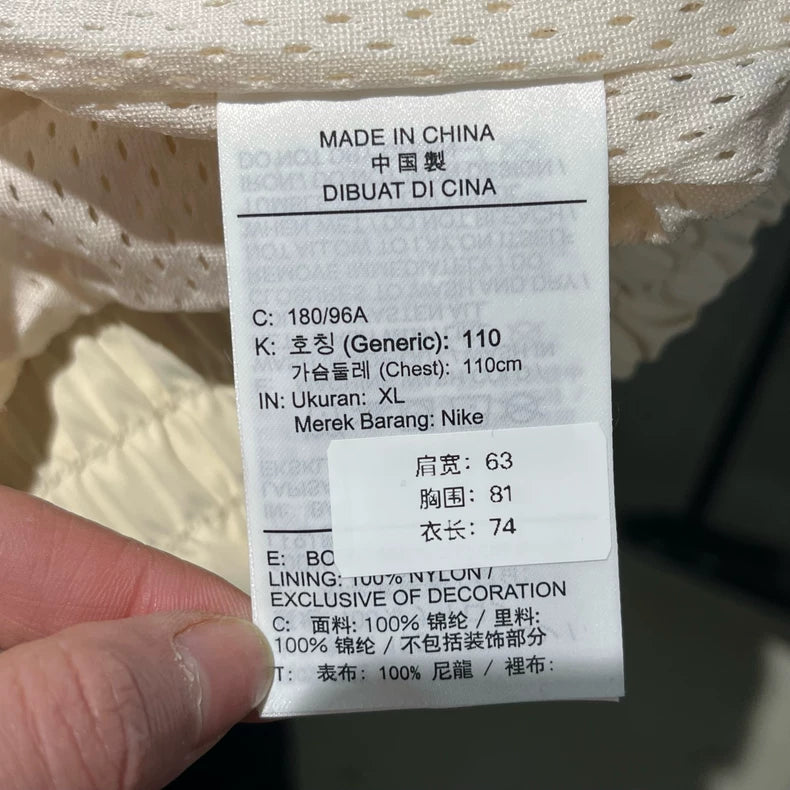 MADE IN CHINA
中国製
DIBUAT DI CINA
C: 180/96A
K: 호칭 (Generic): 110
가슴둘레 (Chest): 110cm
IN: Ukuran: XL
Merek Barang: Nike
肩宽: 63
胸围: 81
衣长: 74
E: BO
LINING: 100% NYLON /
EXCLUSIVE OF DECORATION
C: 面料: 100% 锦纶 / 里料:
100% 锦纶 / 不包括装饰部分
T: 表布: 100% 尼龍 / 裡布: